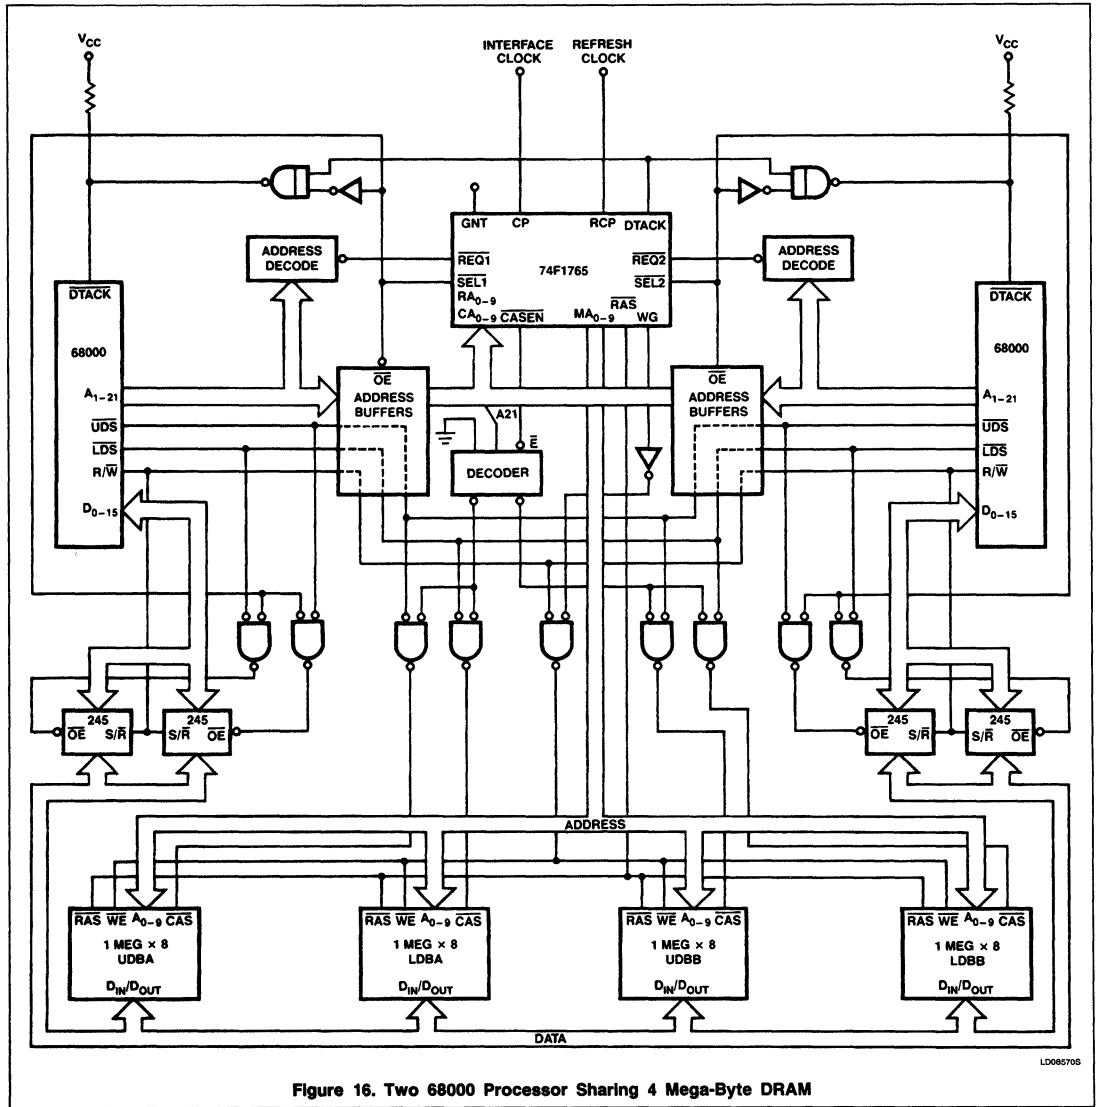 VCC
INTERFACE
CLOCK
REFRESH
CLOCK
VCC
GNT
CP
RCP
DTACK
ADDRESS
DECODE
REQ1
74F1765
REQ2
ADDRESS
DECODE
SEL1
SEL2
RA0-9
CA0-9
CASEN
MA0-9
RAS
WG
DTACK
68000
A1-21
UDS
LDS
R/W
D0-15
OE
ADDRESS
BUFFERS
A21
E
DECODER
OE
ADDRESS
BUFFERS
DTACK
68000
A1-21
UDS
LDS
R/W
D0-15
245
OE
S/R
245
S/R
OE
245
OE
S/R
245
S/R
OE
ADDRESS
RAS WE A0-9 CAS
1 MEG × 8
UDBA
DIN/DOUT
RAS WE A0-9 CAS
1 MEG × 8
LDBA
DIN/DOUT
RAS WE A0-9 CAS
1 MEG × 8
UDBB
DIN/DOUT
RAS WE A0-9 CAS
1 MEG × 8
LDBB
DIN/DOUT
DATA
LD08570S
Figure 16. Two 68000 Processor Sharing 4 Mega-Byte DRAM